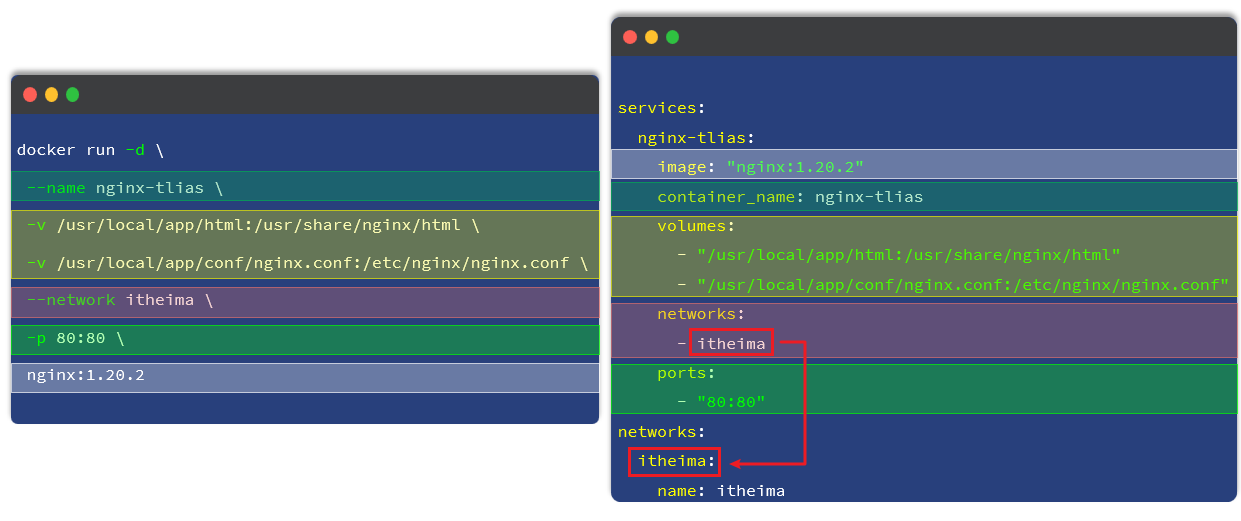 docker run -d \
--name nginx-tlias \
-v /usr/local/app/html:/usr/share/nginx/html \
-v /usr/local/app/conf/nginx.conf:/etc/nginx/nginx.conf \
--network itheima \
-p 80:80 \
nginx:1.20.2
services:
nginx-tlias:
image: "nginx:1.20.2"
container_name: nginx-tlias
volumes:
- "/usr/local/app/html:/usr/share/nginx/html"
- "/usr/local/app/conf/nginx.conf:/etc/nginx/nginx.conf"
networks:
- itheima
ports:
- "80:80"
networks:
itheima:
name: itheima